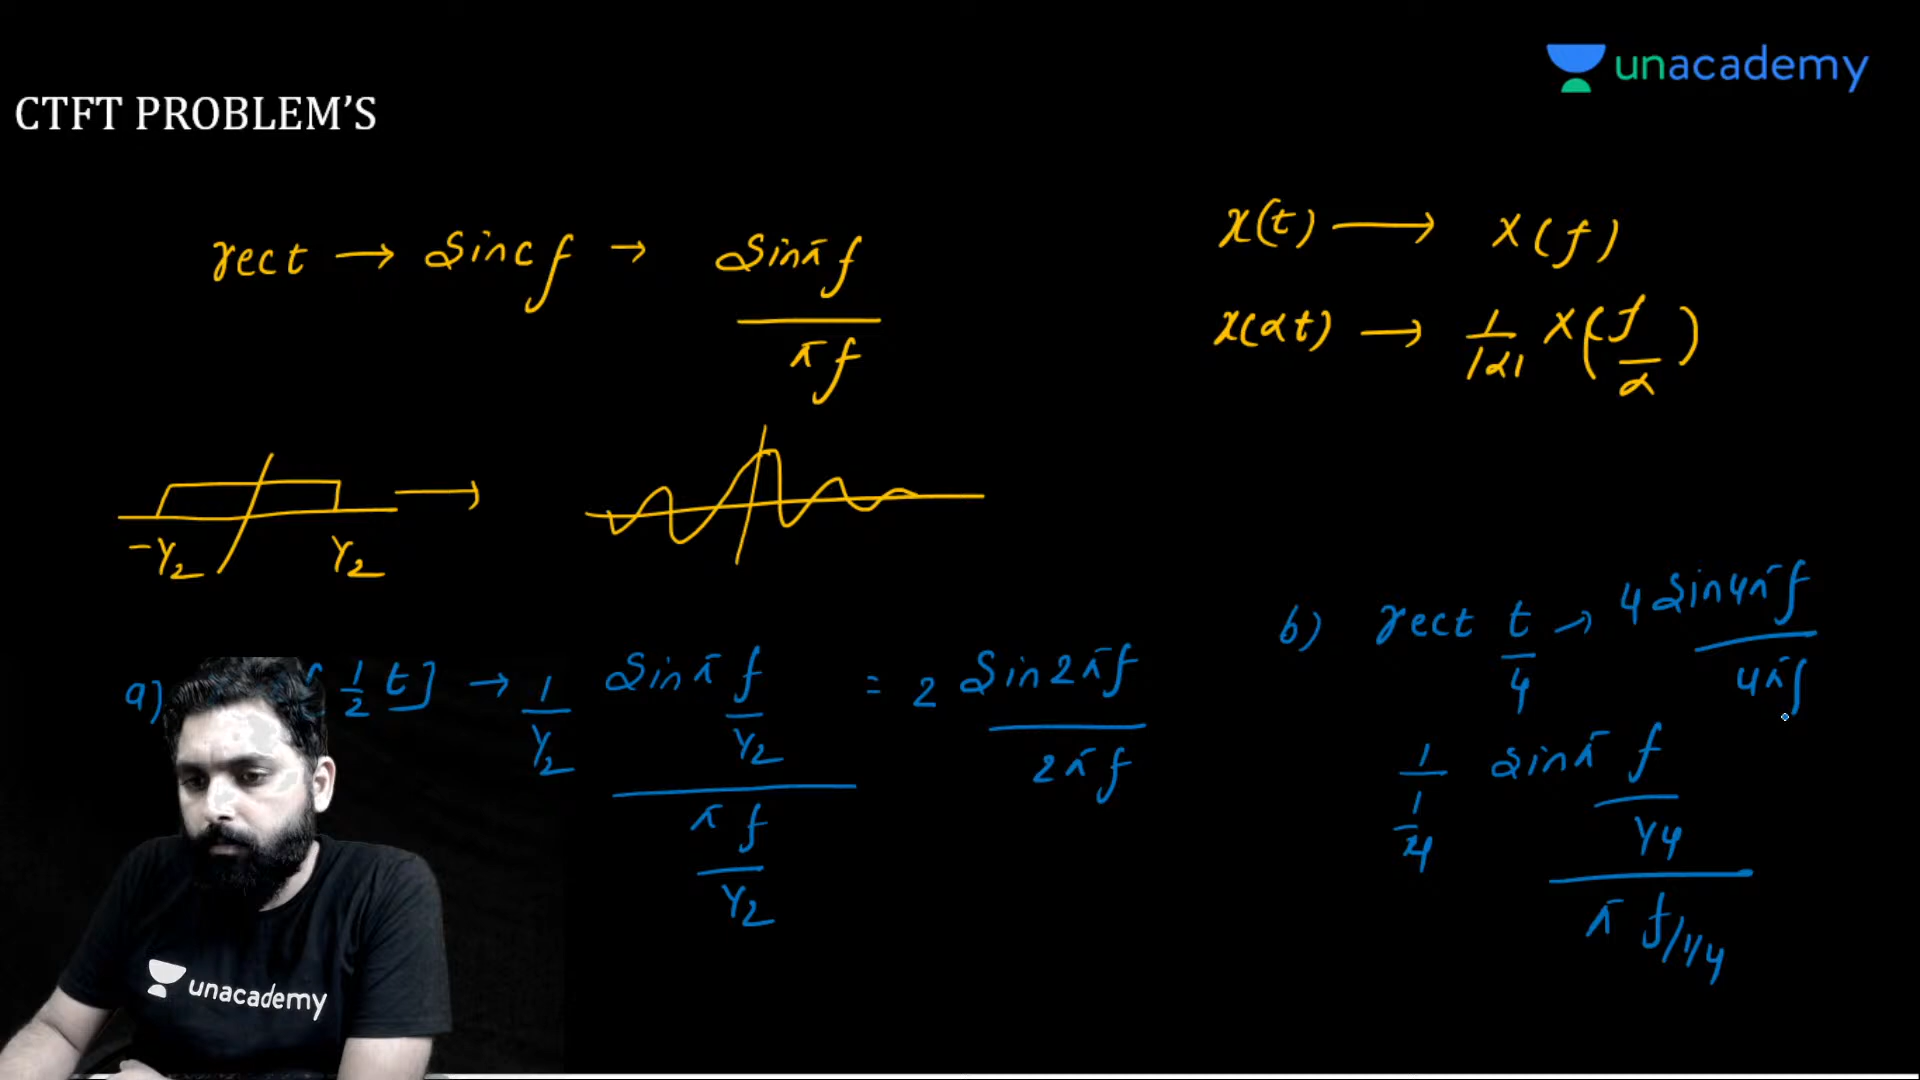 unacademy
CTFT PROBLEM'S
rect → Sinc f → Sinπf / πf
x(t) → X(f)
x(αt) → 1/|α| X(f/α)
-1/2 1/2
a) [1/2 t] → 1/(1/2) Sinπ f/(1/2) / π f/(1/2) = 2 Sin2πf / 2πf
b) rect t/4 → 4 Sin4πf / 4πf
1/(1/4) Sinπ f/(1/4) / π f/1/4
unacademy